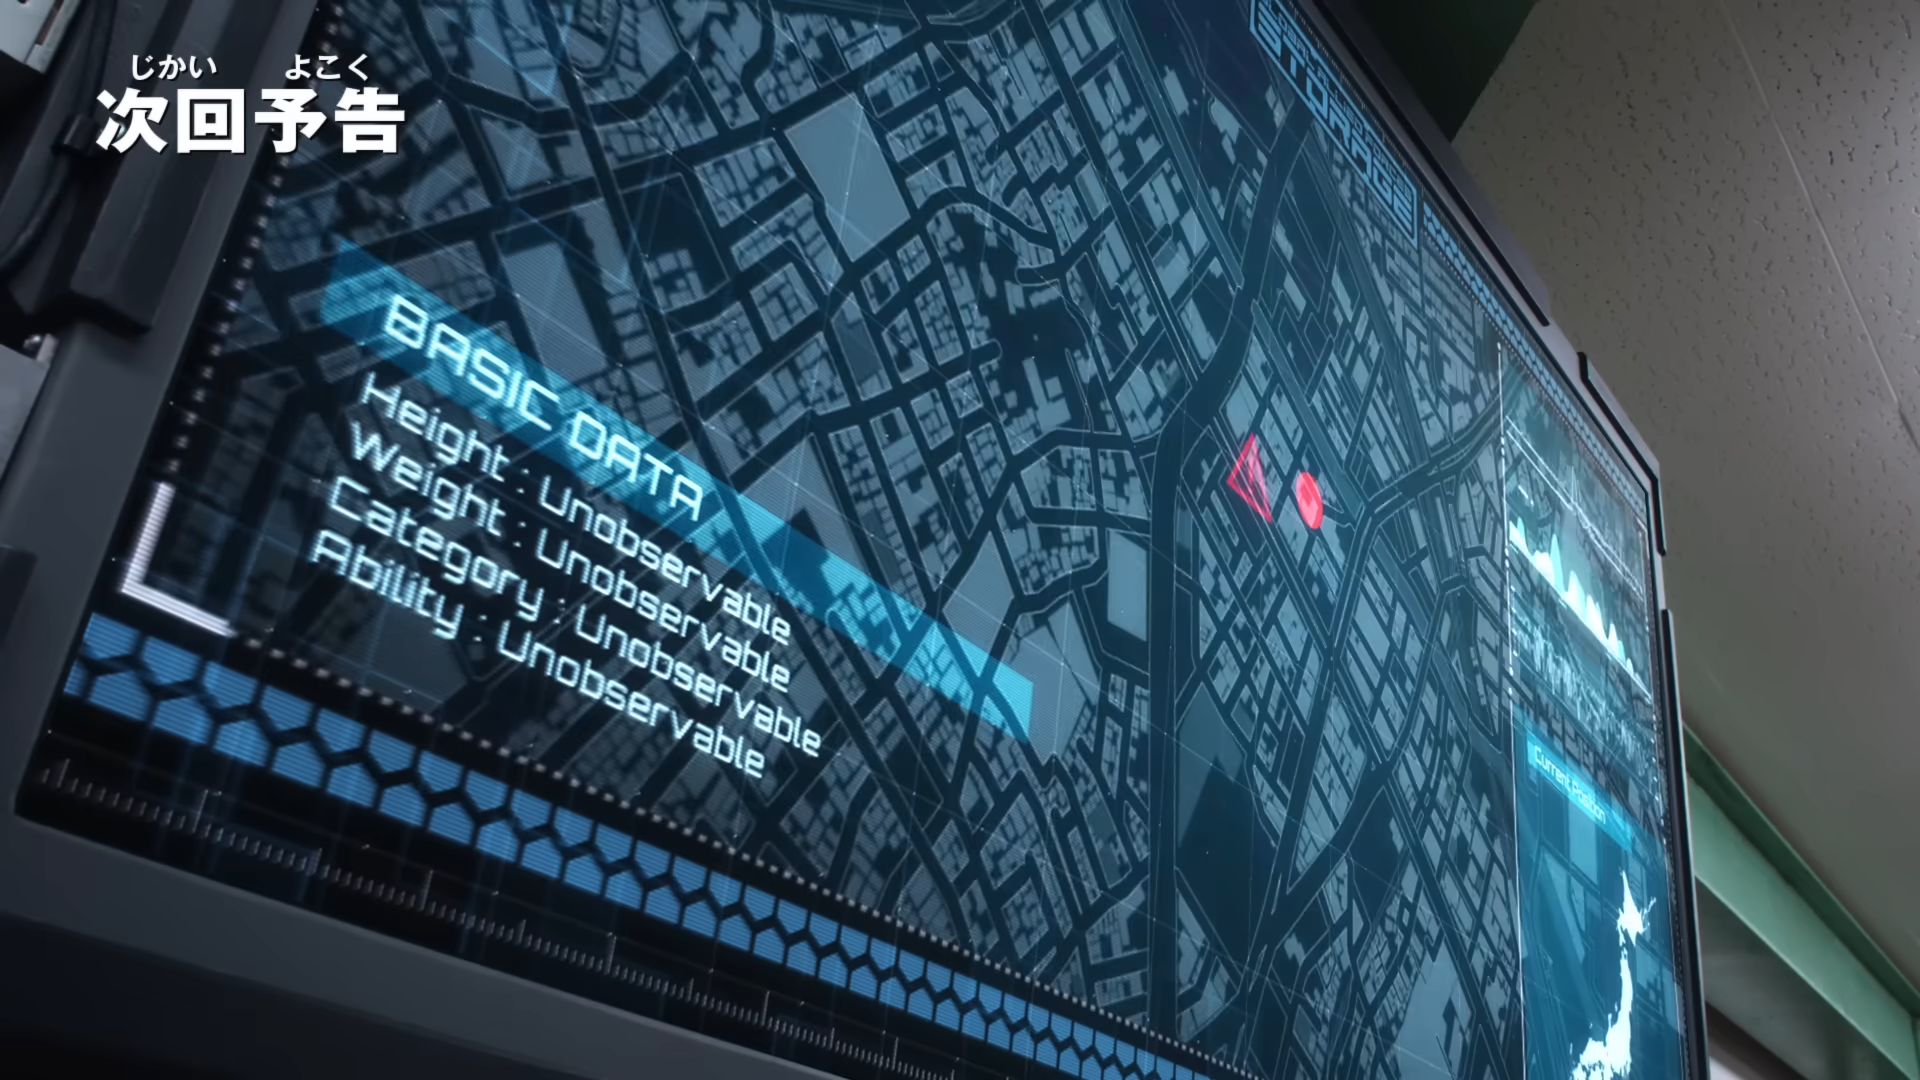 じかい よこく
次回予告
STORAGE
BASIC DATA
Height : Unobservable
Weight : Unobservable
Category : Unobservable
Ability : Unobservable
Current Position